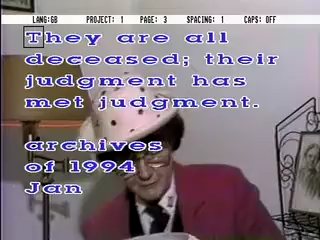 LANG:GB PROJECT: 1 PAGE: 3 SPACING: 1 CAPS: OFF
They are all
deceased; their
judgment has
met judgment.
archives
of 1994
Jan